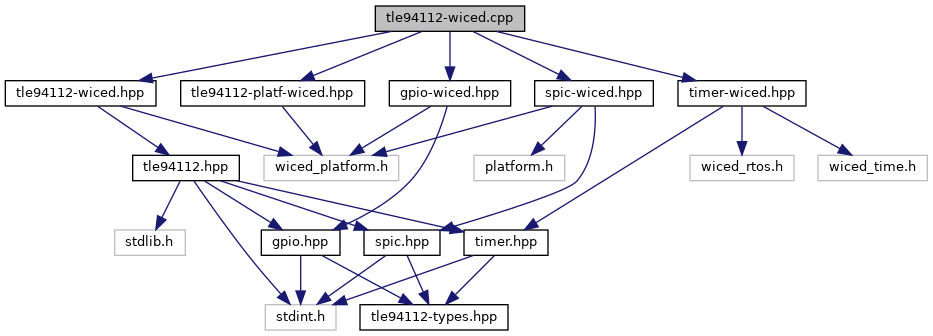 tle94112-wiced.cpp
tle94112-wiced.hpp
tle94112-platf-wiced.hpp
gpio-wiced.hpp
spic-wiced.hpp
timer-wiced.hpp
tle94112.hpp
wiced_platform.h
platform.h
wiced_rtos.h
wiced_time.h
stdlib.h
gpio.hpp
spic.hpp
timer.hpp
stdint.h
tle94112-types.hpp